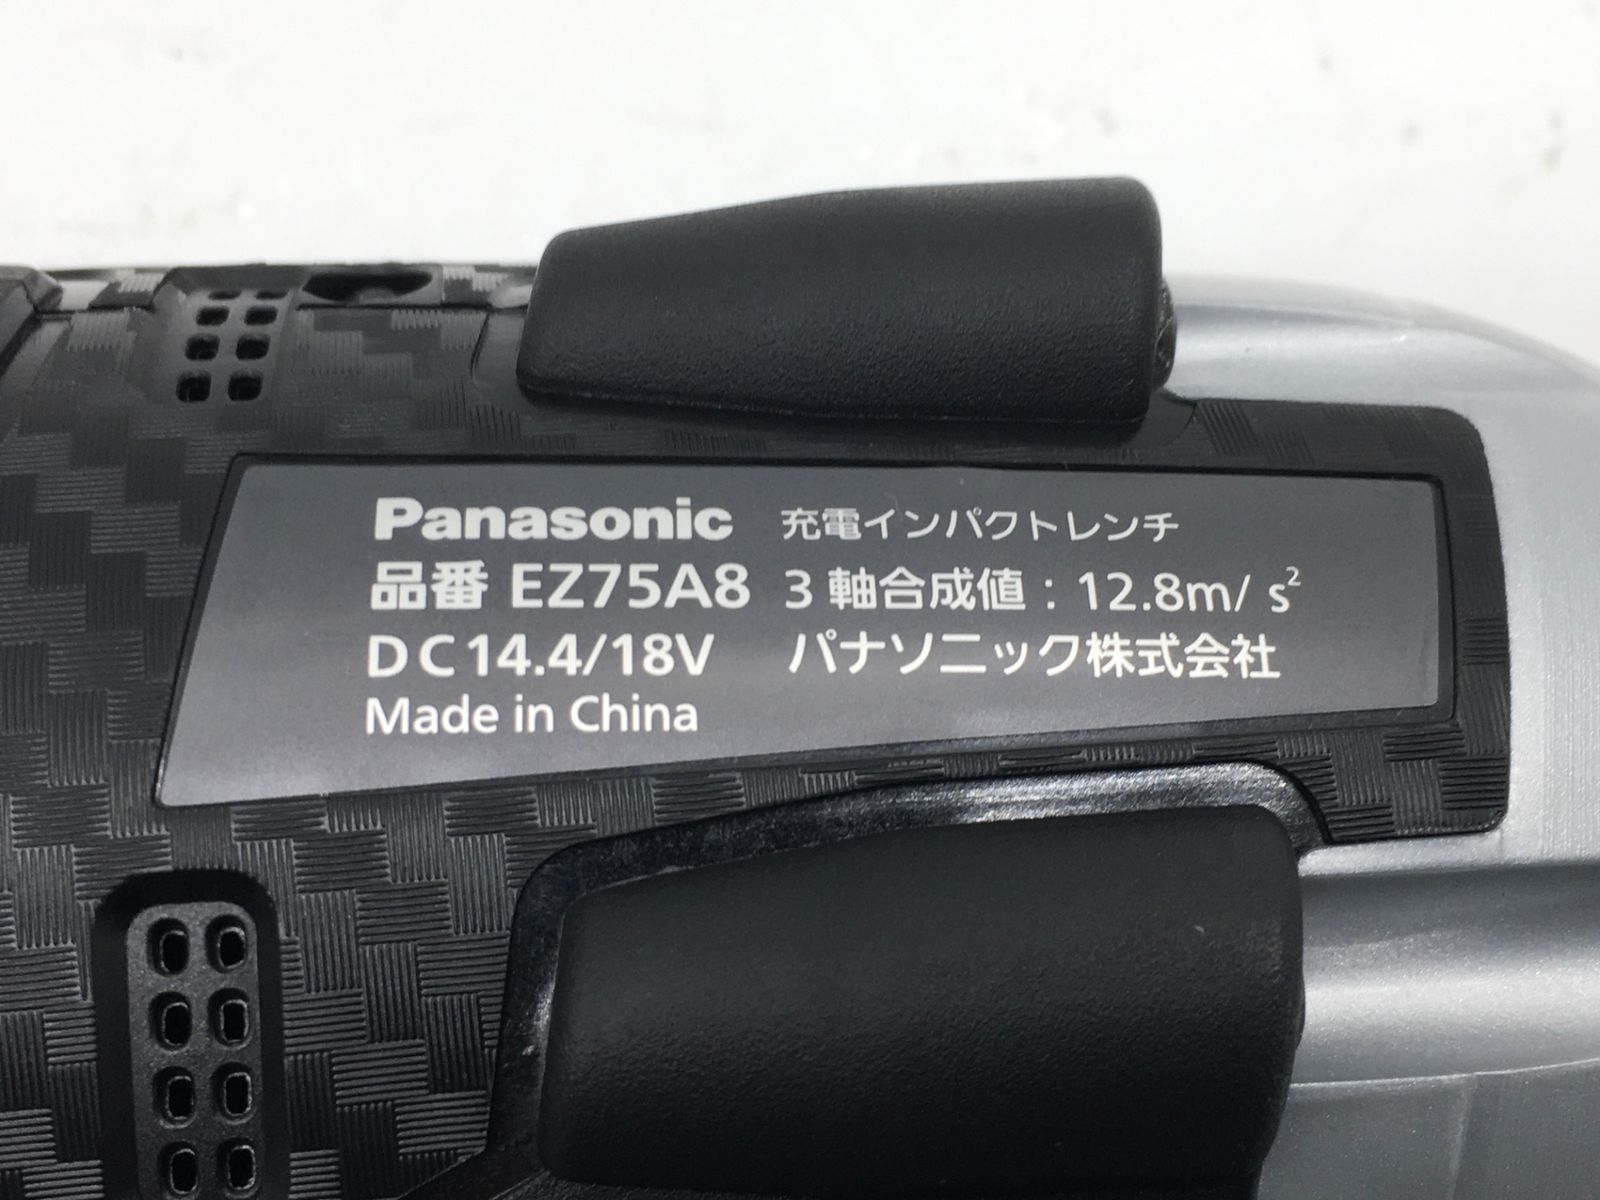 Panasonic 充電インパクトレンチ
品番 EZ75A8 3軸合成値：12.8m/s²
DC14.4/18V パナソニック株式会社
Made in China